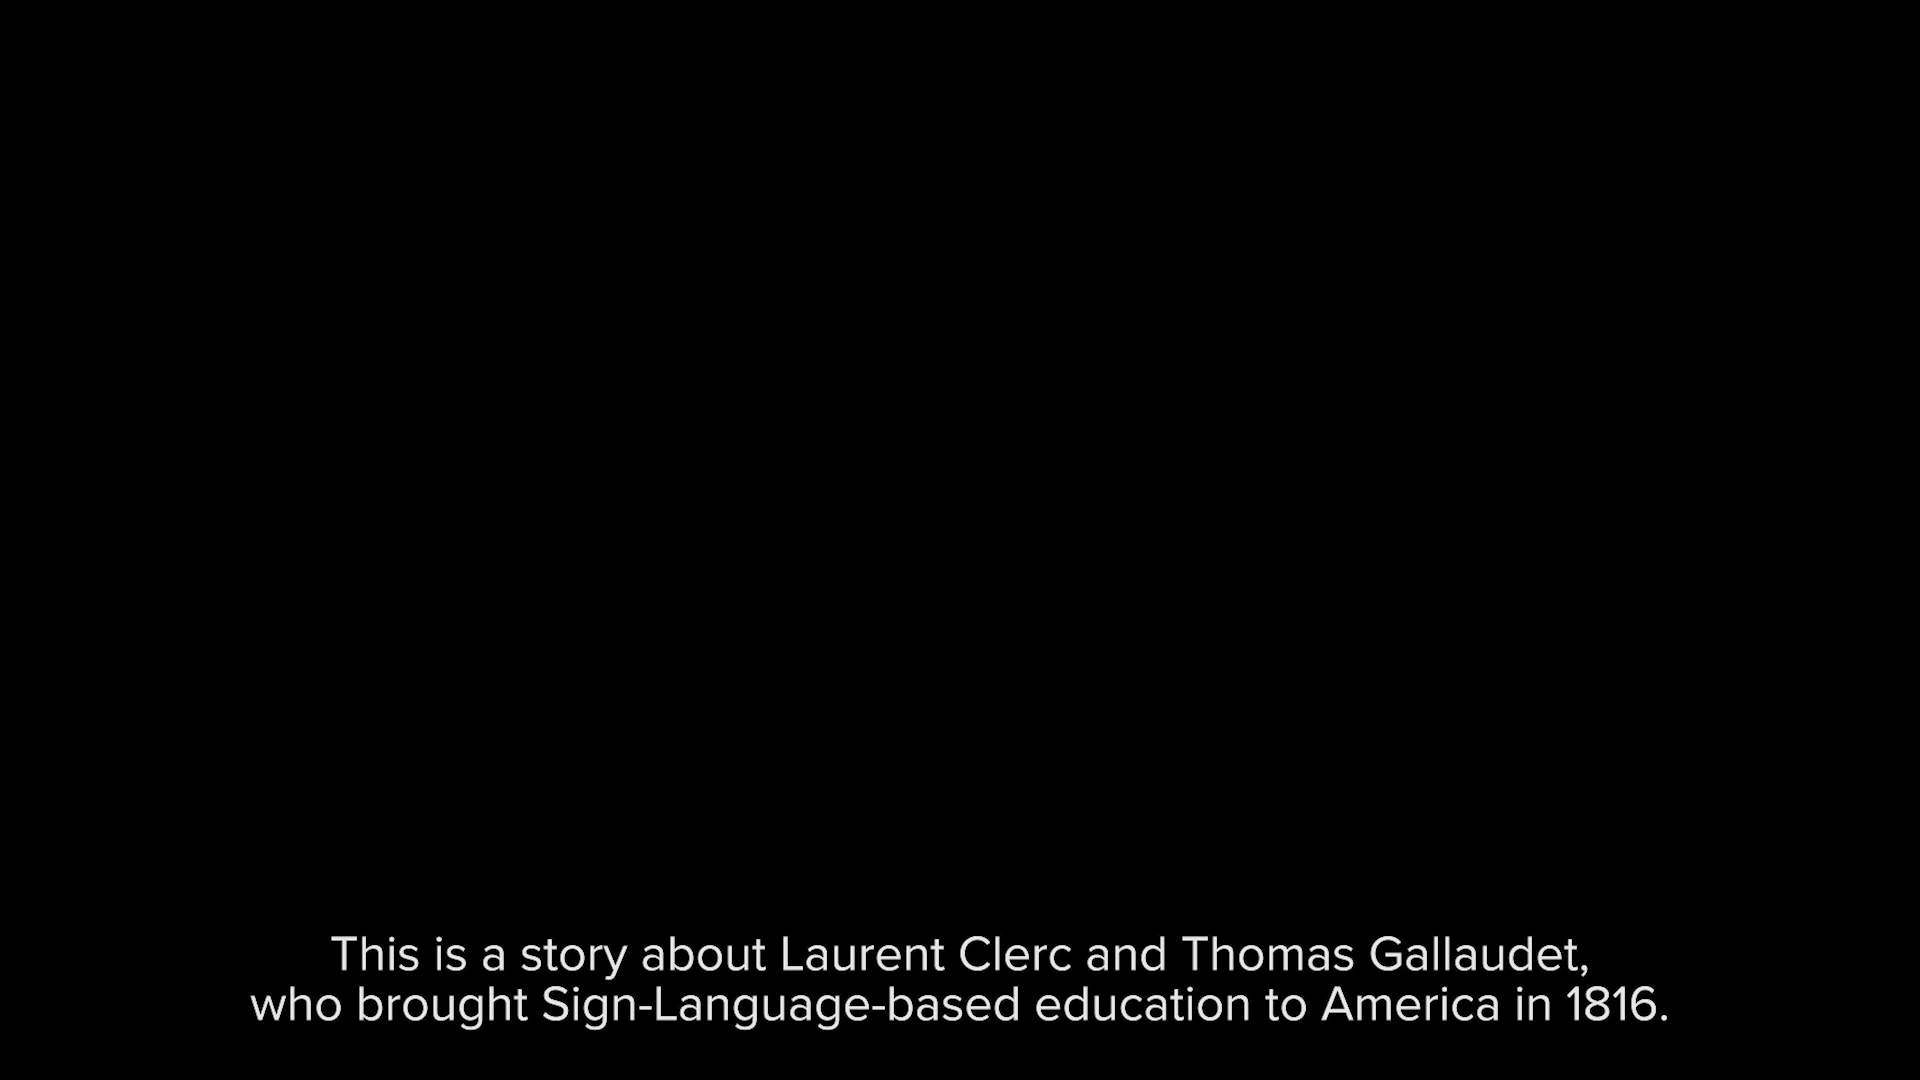 This is a story about Laurent Clerc and Thomas Gallaudet,
who brought Sign-Language-based education to America in 1816.